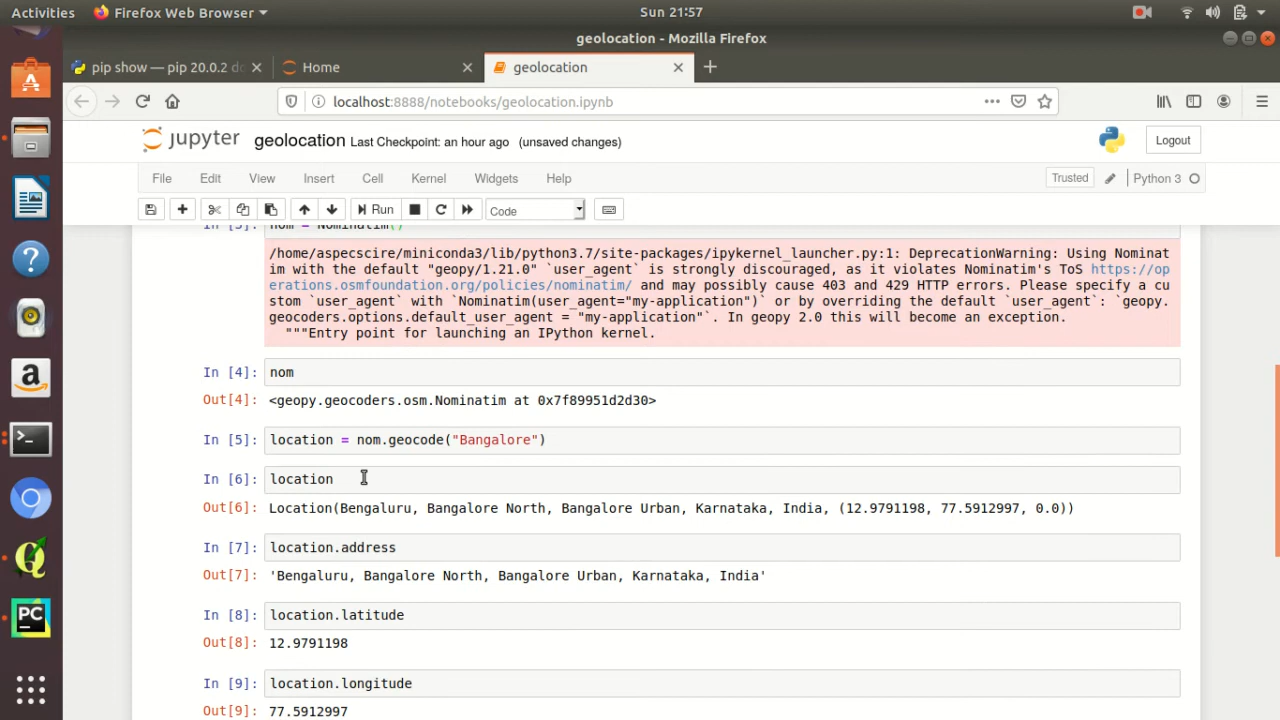 Activities Firefox Web Browser Sun 21:57
geolocation - Mozilla Firefox
pip show — pip 20.0.2 do Home geolocation
localhost:8888/notebooks/geolocation.ipynb
jupyter geolocation Last Checkpoint: an hour ago (unsaved changes) Logout
File Edit View Insert Cell Kernel Widgets Help Trusted Python 3
Run Code
nom = Nominatim()
/home/aspecscire/miniconda3/lib/python3.7/site-packages/ipykernel_launcher.py:1: DeprecationWarning: Using Nominat
im with the default "geopy/1.21.0" `user_agent` is strongly discouraged, as it violates Nominatim's ToS https://op
erations.osmfoundation.org/policies/nominatim/ and may possibly cause 403 and 429 HTTP errors. Please specify a cu
stom `user_agent` with `Nominatim(user_agent="my-application")` or by overriding the default `user_agent`: `geopy.
geocoders.options.default_user_agent = "my-application"`. In geopy 2.0 this will become an exception.
"""Entry point for launching an IPython kernel.
In [4]: nom
Out[4]: <geopy.geocoders.osm.Nominatim at 0x7f89951d2d30>
In [5]: location = nom.geocode("Bangalore")
In [6]: location
Out[6]: Location(Bengaluru, Bangalore North, Bangalore Urban, Karnataka, India, (12.9791198, 77.5912997, 0.0))
In [7]: location.address
Out[7]: 'Bengaluru, Bangalore North, Bangalore Urban, Karnataka, India'
In [8]: location.latitude
Out[8]: 12.9791198
In [9]: location.longitude
Out[9]: 77.5912997